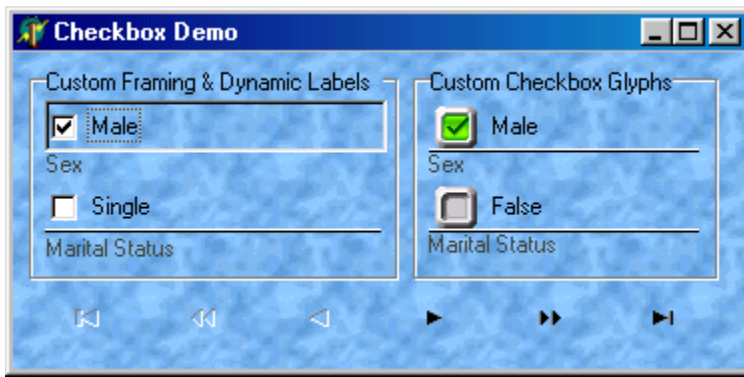 Checkbox Demo
Custom Framing & Dynamic Labels
Male
Sex
Single
Marital Status
Custom Checkbox Glyphs
Male
Sex
False
Marital Status